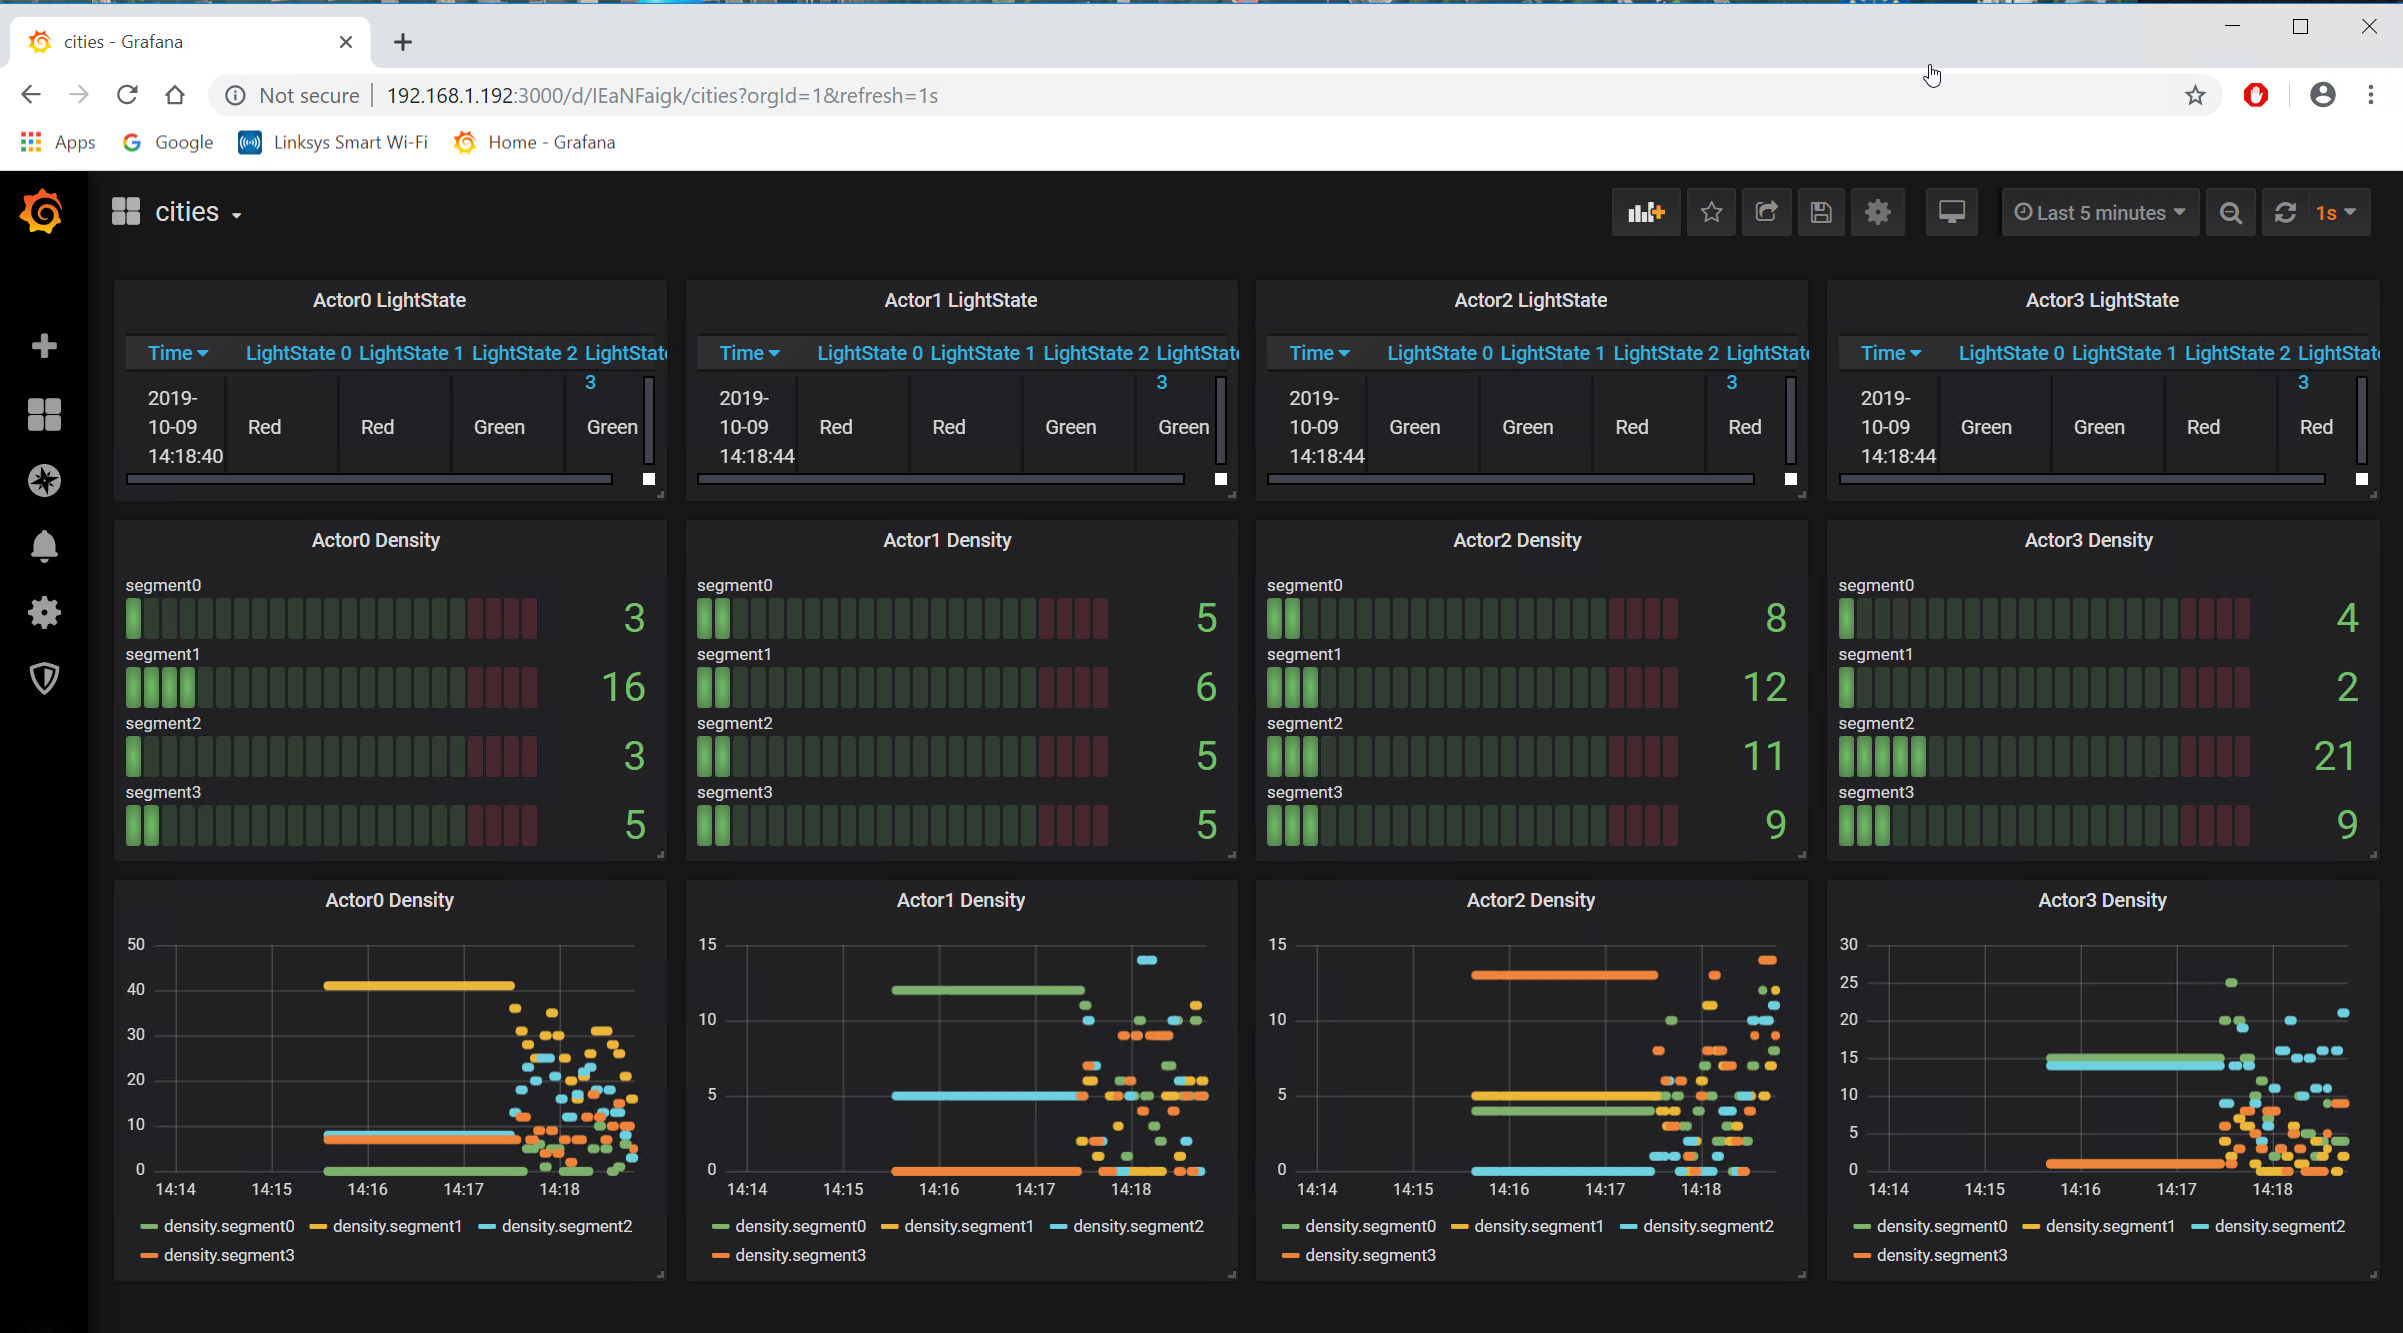 cities - Grafana
Not secure 192.168.1.192:3000/d/IEaNFaigk/cities?orgId=1&refresh=1s
Apps Google Linksys Smart Wi-Fi Home - Grafana
cities Last 5 minutes 1s
Actor0 LightState Actor1 LightState Actor2 LightState Actor3 LightState
Time LightState 0 LightState 1 LightState 2 LightState 3 Time LightState 0 LightState 1 LightState 2 LightState 3 Time LightState 0 LightState 1 LightState 2 LightState 3 Time LightState 0 LightState 1 LightState 2 LightState 3
2019-10-09 14:18:40 Red Red Green Green 2019-10-09 14:18:44 Red Red Green Green 2019-10-09 14:18:44 Green Green Red Red 2019-10-09 14:18:44 Green Green Red Red
Actor0 Density Actor1 Density Actor2 Density Actor3 Density
segment0 segment0 segment0 segment0
3 5 8 4
segment1 segment1 segment1 segment1
16 6 12 2
segment2 segment2 segment2 segment2
3 5 11 21
segment3 segment3 segment3 segment3
5 5 9 9
Actor0 Density
50
40
30
20
10
0
14:14 14:15 14:16 14:17 14:18
density.segment0 density.segment1 density.segment2
density.segment3
Actor1 Density
15
10
5
0
14:14 14:15 14:16 14:17 14:18
density.segment0 density.segment1 density.segment2
density.segment3
Actor2 Density
15
10
5
0
14:14 14:15 14:16 14:17 14:18
density.segment0 density.segment1 density.segment2
density.segment3
Actor3 Density
30
25
20
15
10
5
0
14:14 14:15 14:16 14:17 14:18
density.segment0 density.segment1 density.segment2
density.segment3